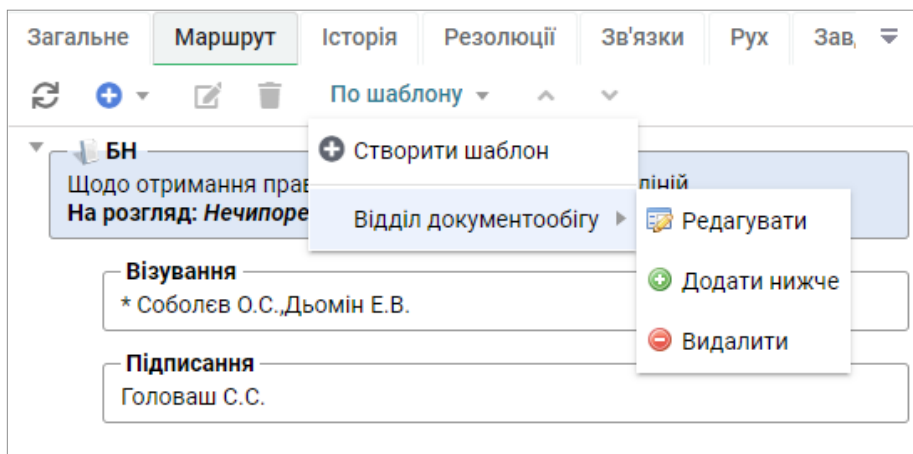 Загальне Маршрут Історія Резолюції Зв'язки Рух Зав
По шаблону
БН
Створити шаблон
Щодо отримання прав ліній
На розгляд: Нечипоре
Відділ документообігу
Редагувати
Додати нижче
Видалити
Візування
* Соболєв О.С.,Дьомін Е.В.
Підписання
Головаш С.С.